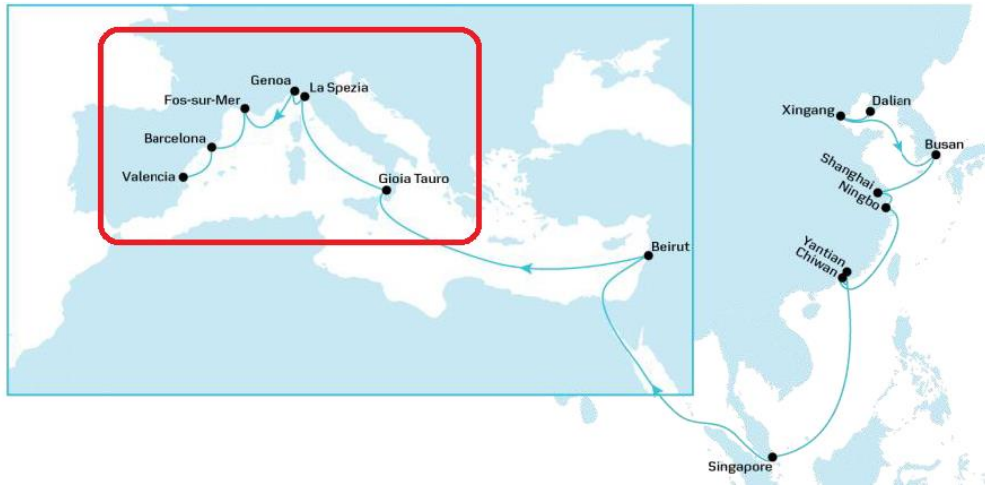 Genoa
La Spezia
Fos-sur-Mer
Barcelona
Valencia
Gioia Tauro
Beirut
Xingang
Dalian
Busan
Shanghai
Ningbo
Yantian
Chiwan
Singapore